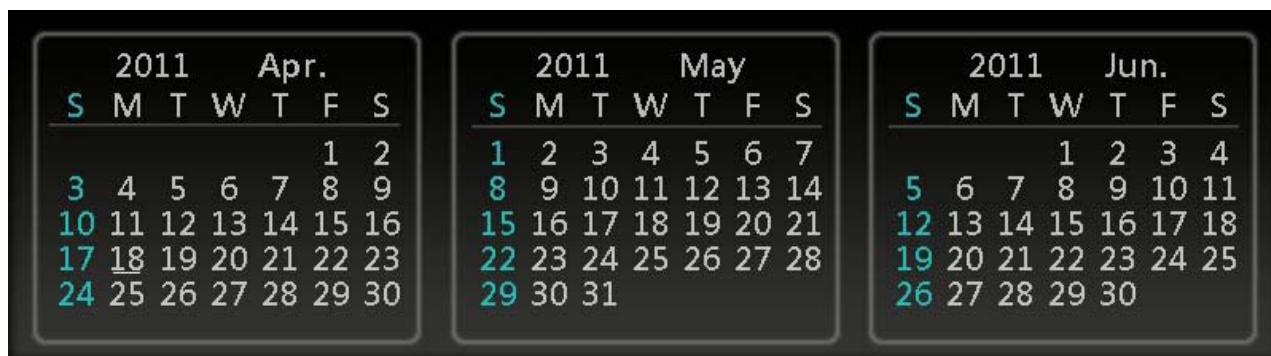 2011 Apr.
S M T W T F S
1 2
3 4 5 6 7 8 9
10 11 12 13 14 15 16
17 18 19 20 21 22 23
24 25 26 27 28 29 30
2011 May
S M T W T F S
1 2 3 4 5 6 7
8 9 10 11 12 13 14
15 16 17 18 19 20 21
22 23 24 25 26 27 28
29 30 31
2011 Jun.
S M T W T F S
1 2 3 4
5 6 7 8 9 10 11
12 13 14 15 16 17 18
19 20 21 22 23 24 25
26 27 28 29 30